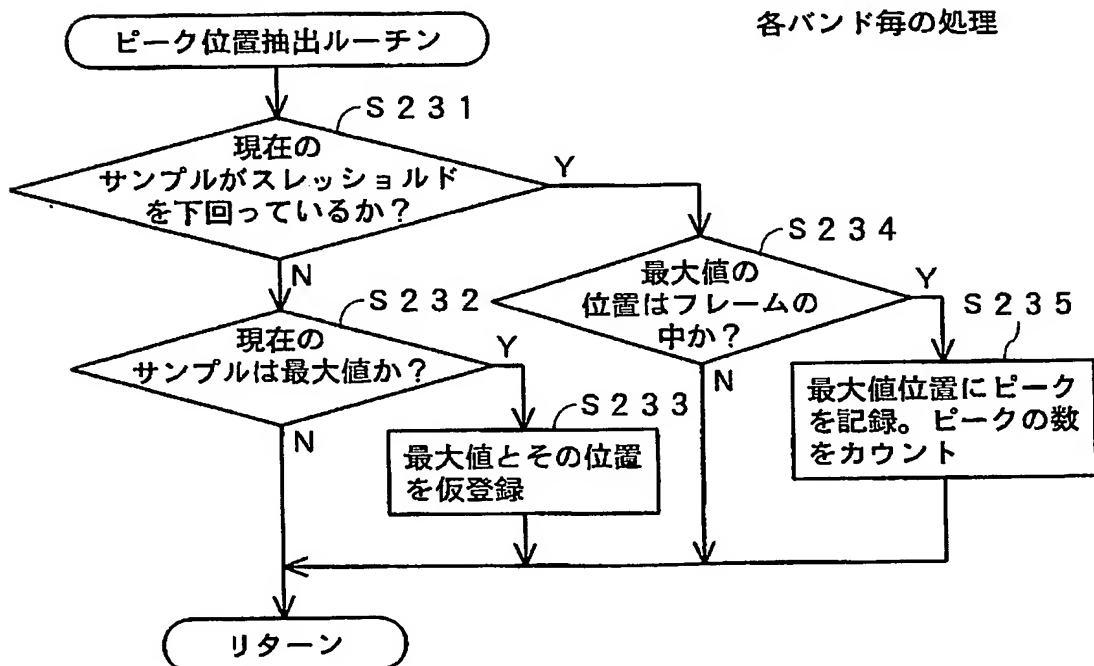 各バンド毎の処理
ピーク位置抽出ルーチン
S231
現在の
サンプルがスレッショルド
を下回っているか？
Y
N
S234
最大値の
位置はフレームの
中か？
Y
N
S232
現在の
サンプルは最大値か？
Y
N
S235
最大値位置にピーク
を記録。ピークの数
をカウント
S233
最大値とその位置
を仮登録
リターン